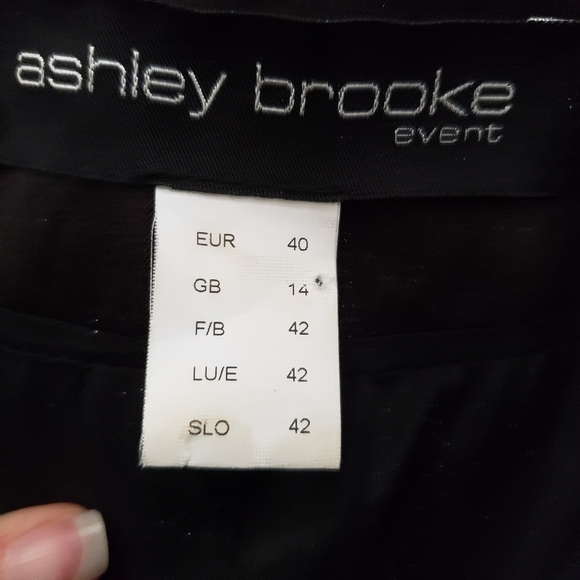 ashley brooke
event
EUR 40
GB 14
F/B 42
LU/E 42
SLO 42